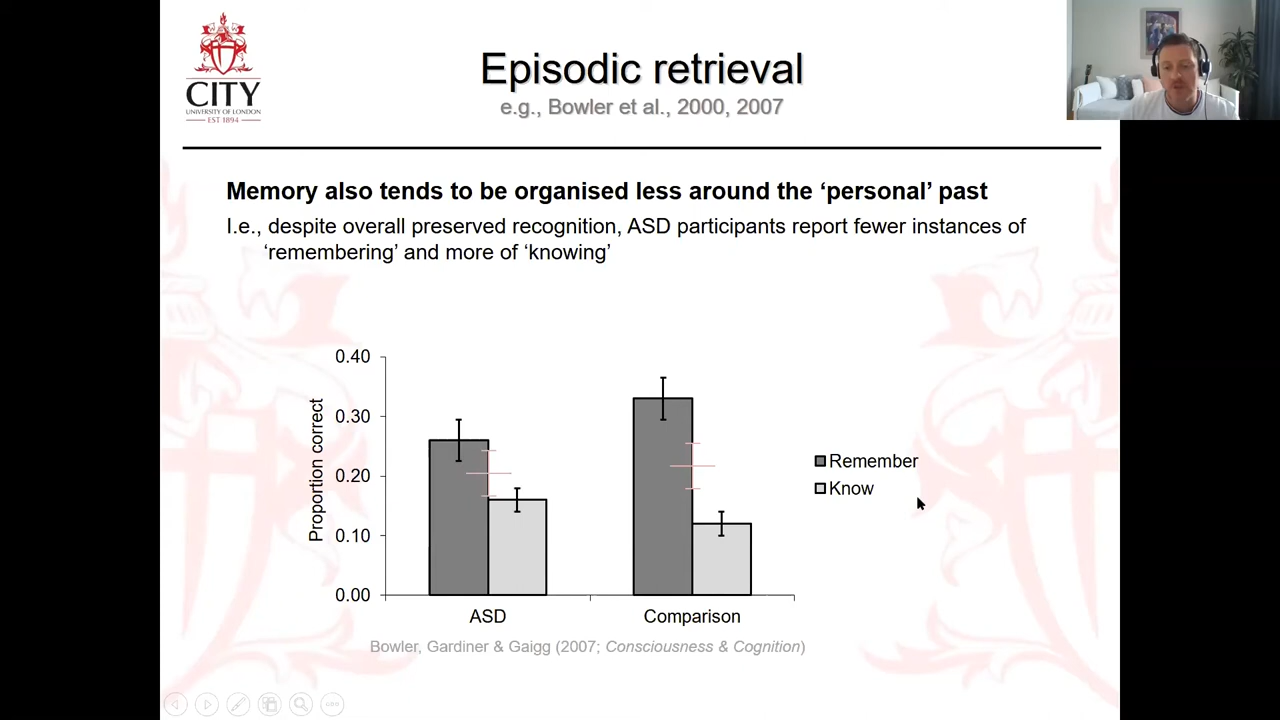 CITY
UNIVERSITY OF LONDON
EST 1894
Episodic retrieval
e.g., Bowler et al., 2000, 2007
Memory also tends to be organised less around the ‘personal’ past
I.e., despite overall preserved recognition, ASD participants report fewer instances of
‘remembering’ and more of ‘knowing’
0.40
0.30
0.20
0.10
0.00
Proportion correct
ASD
Comparison
Remember
Know
Bowler, Gardiner & Gaigg (2007; Consciousness & Cognition)